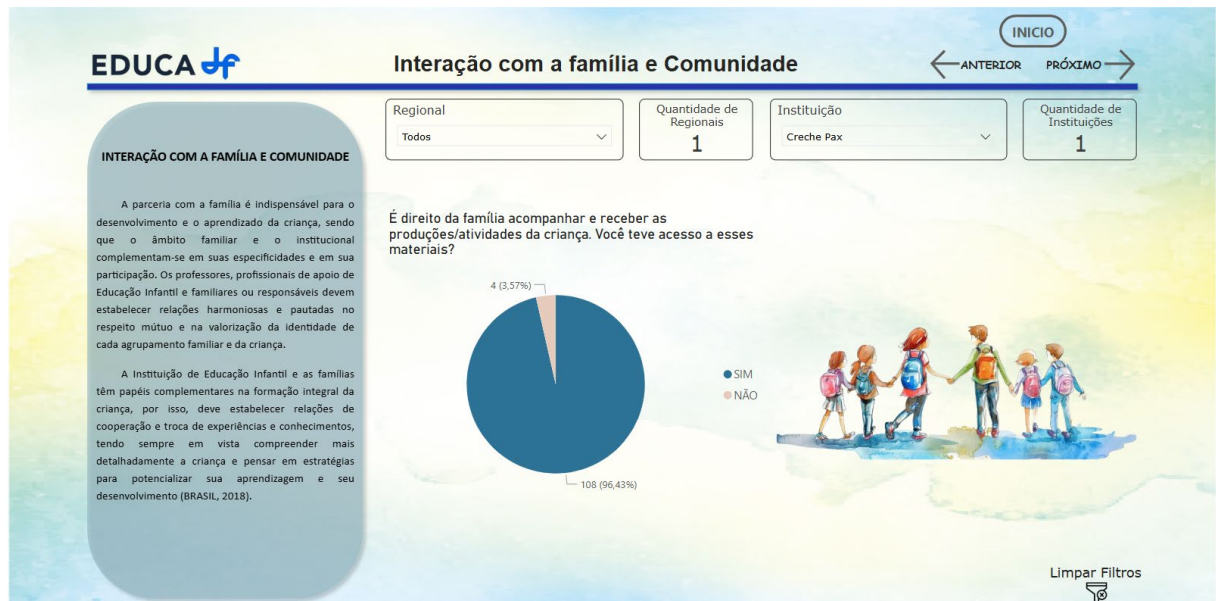 INICIO
EDUCA df
Interação com a família e Comunidade
ANTERIOR
PRÓXIMO
Regional
Todos
Quantidade de
Regionais
1
Instituição
Creche Pax
Quantidade de
Instituições
1
INTERAÇÃO COM A FAMÍLIA E COMUNIDADE
A parceria com a família é indispensável para o
desenvolvimento e o aprendizado da criança, sendo
que o âmbito familiar e o institucional
complementam-se em suas especificidades e em sua
participação. Os professores, profissionais de apoio de
Educação Infantil e familiares ou responsáveis devem
estabelecer relações harmoniosas e pautadas no
respeito mútuo e na valorização da identidade de
cada agrupamento familiar e da criança.
A Instituição de Educação Infantil e as famílias
têm papéis complementares na formação integral da
criança, por isso, deve estabelecer relações de
cooperação e troca de experiências e conhecimentos,
tendo sempre em vista compreender mais
detalhadamente a criança e pensar em estratégias
para potencializar sua aprendizagem e seu
desenvolvimento (BRASIL, 2018).
É direito da família acompanhar e receber as
produções/atividades da criança. Você teve acesso a esses
materiais?
4 (3,57%)
108 (96,43%)
SIM
NÃO
Limpar Filtros